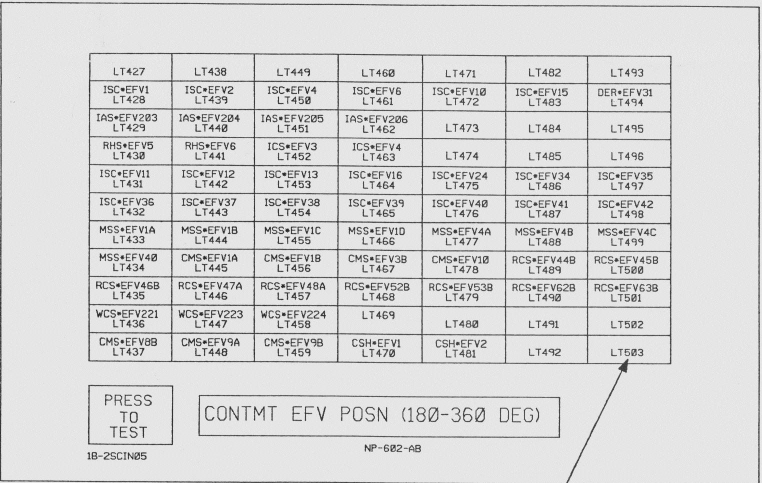 LT427 LT438 LT449 LT460 LT471 LT482 LT493
ISC*EFV1 ISC*EFV2 ISC*EFV4 ISC*EFV6 ISC*EFV10 ISC*EFV15 DER*EFV31
LT428 LT439 LT450 LT461 LT472 LT483 LT494
IAS*EFV203 IAS*EFV204 IAS*EFV205 IAS*EFV206
LT429 LT440 LT451 LT462 LT473 LT484 LT495
RHS*EFV5 RHS*EFV6 ICS*EFV3 ICS*EFV4
LT430 LT441 LT452 LT463 LT474 LT485 LT496
ISC*EFV11 ISC*EFV12 ISC*EFV13 ISC*EFV16 ISC*EFV24 ISC*EFV34 ISC*EFV35
LT431 LT442 LT453 LT464 LT475 LT486 LT497
ISC*EFV36 ISC*EFV37 ISC*EFV38 ISC*EFV39 ISC*EFV40 ISC*EFV41 ISC*EFV42
LT432 LT443 LT454 LT465 LT476 LT487 LT498
MSS*EFV1A MSS*EFV1B MSS*EFV1C MSS*EFV1D MSS*EFV4A MSS*EFV4B MSS*EFV4C
LT433 LT444 LT455 LT466 LT477 LT488 LT499
MSS*EFV4D CMS*EFV1A CMS*EFV1B CMS*EFV3B CMS*EFV10 RCS*EFV44B RCS*EFV45B
LT434 LT445 LT456 LT467 LT478 LT489 LT500
RCS*EFV46B RCS*EFV47A RCS*EFV48A RCS*EFV52B RCS*EFV53B RCS*EFV62B RCS*EFV63B
LT435 LT446 LT457 LT468 LT479 LT490 LT501
WCS*EFV221 WCS*EFV223 WCS*EFV224 LT469
LT436 LT447 LT458 LT480 LT491 LT502
CMS*EFV8B CMS*EFV9A CMS*EFV9B CSH*EFV1 CSH*EFV2
LT437 LT448 LT459 LT470 LT481 LT492 LT503
PRESS
TO
TEST
CONTMT EFV POSN (180-360 DEG)
1B-2SCIN05
NP-602-AB